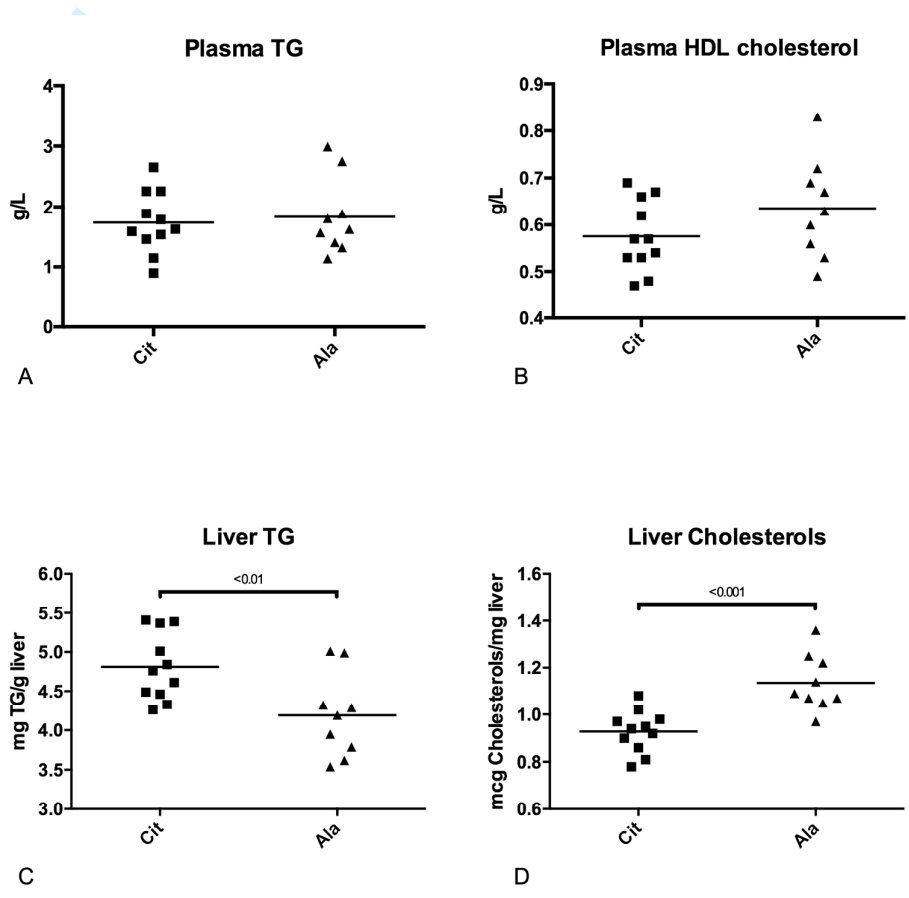 Plasma TG
4
3
2
1
0
g/L
Cit
Ala
A
Plasma HDL cholesterol
0.9
0.8
0.7
0.6
0.5
0.4
g/L
Cit
Ala
B
Liver TG
6.0
5.5
5.0
4.5
4.0
3.5
3.0
mg TG/g liver
<0.01
Cit
Ala
C
Liver Cholesterols
1.6
1.4
1.2
1.0
0.8
0.6
mcg Cholesterols/mg liver
<0.001
Cit
Ala
D